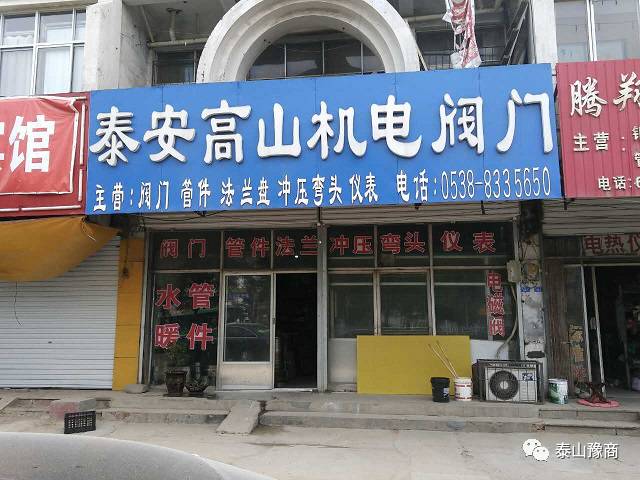 宾馆
泰安高山机电阀门
主营:阀门 管件 法兰盘 冲压弯头 仪表 电话:0538-8335650
腾翔
主营:
电话:
阀门 管件法兰 冲压弯头 仪表
水管
暖件
电磁阀
电热仪
泰山豫商